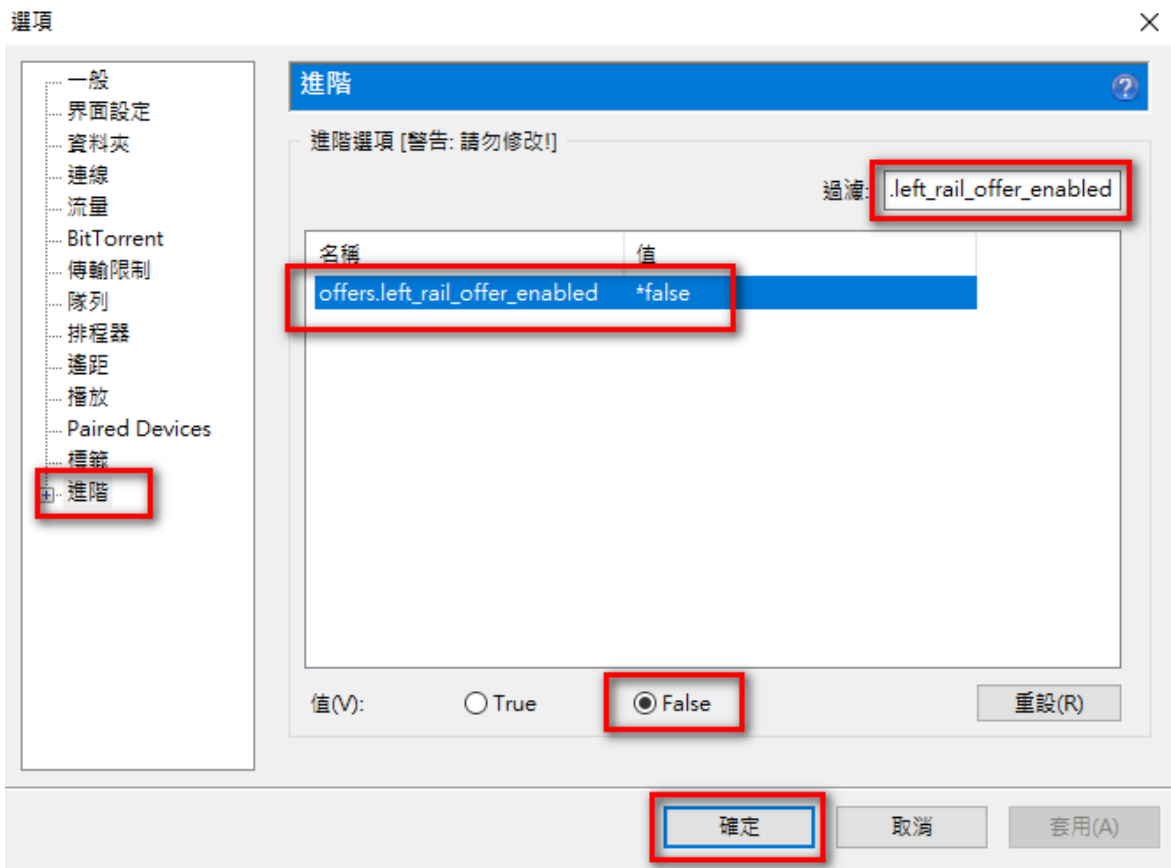 選項
一般
界面設定
資料夾
連線
流量
BitTorrent
傳輸限制
隊列
排程器
遙距
播放
Paired Devices
標籤
進階
進階
進階選項 [警告: 請勿修改!]
過濾: .left_rail_offer_enabled
名稱 值
offers.left_rail_offer_enabled *false
值(V): True False 重設(R)
確定 取消 套用(A)